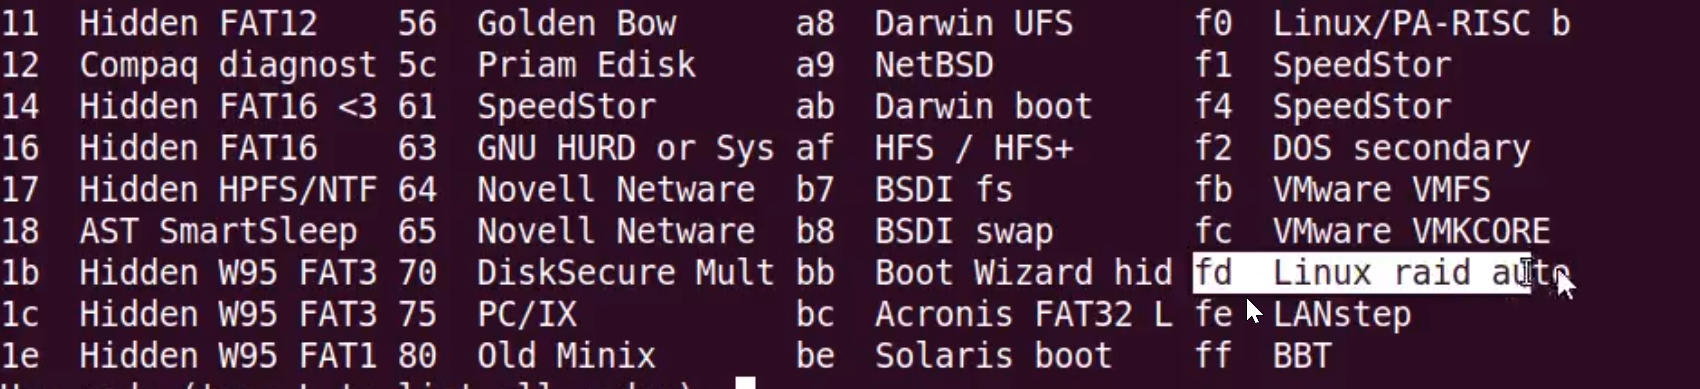 11  Hidden FAT12    56  Golden Bow      a8  Darwin UFS      f0  Linux/PA-RISC b
12  Compaq diagnost 5c  Priam Edisk     a9  NetBSD          f1  SpeedStor
14  Hidden FAT16 <3 61  SpeedStor       ab  Darwin boot     f4  SpeedStor
16  Hidden FAT16    63  GNU HURD or Sys af  HFS / HFS+      f2  DOS secondary
17  Hidden HPFS/NTF 64  Novell Netware  b7  BSDI fs         fb  VMware VMFS
18  AST SmartSleep  65  Novell Netware  b8  BSDI swap       fc  VMware VMKCORE
1b  Hidden W95 FAT3 70  DiskSecure Mult bb  Boot Wizard hid fd  Linux raid auto
1c  Hidden W95 FAT3 75  PC/IX           bc  Acronis FAT32 L fe  LANstep
1e  Hidden W95 FAT1 80  Old Minix       be  Solaris boot    ff  BBT